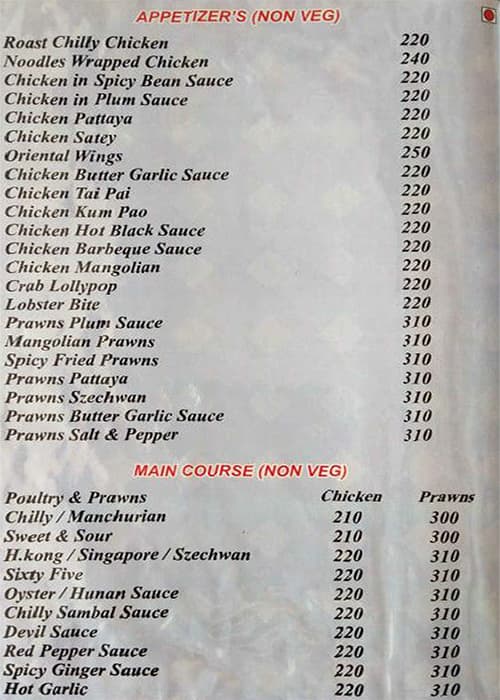 APPETIZER'S (NON VEG)
Roast Chilly Chicken 220
Noodles Wrapped Chicken 240
Chicken in Spicy Bean Sauce 220
Chicken in Plum Sauce 220
Chicken Pattaya 220
Chicken Satey 220
Oriental Wings 250
Chicken Butter Garlic Sauce 220
Chicken Tai Pai 220
Chicken Kum Pao 220
Chicken Hot Black Sauce 220
Chicken Barbeque Sauce 220
Chicken Mangolian 220
Crab Lollypop 220
Lobster Bite 220
Prawns Plum Sauce 310
Mangolian Prawns 310
Spicy Fried Prawns 310
Prawns Pattaya 310
Prawns Szechwan 310
Prawns Butter Garlic Sauce 310
Prawns Salt & Pepper 310
MAIN COURSE (NON VEG)
Poultry & Prawns Chicken Prawns
Chilly / Manchurian 210 300
Sweet & Sour 210 300
H.kong / Singapore / Szechwan 220 310
Sixty Five 220 310
Oyster / Hunan Sauce 220 310
Chilly Sambal Sauce 220 310
Devil Sauce 220 310
Red Pepper Sauce 220 310
Spicy Ginger Sauce 220 310
Hot Garlic 220 310